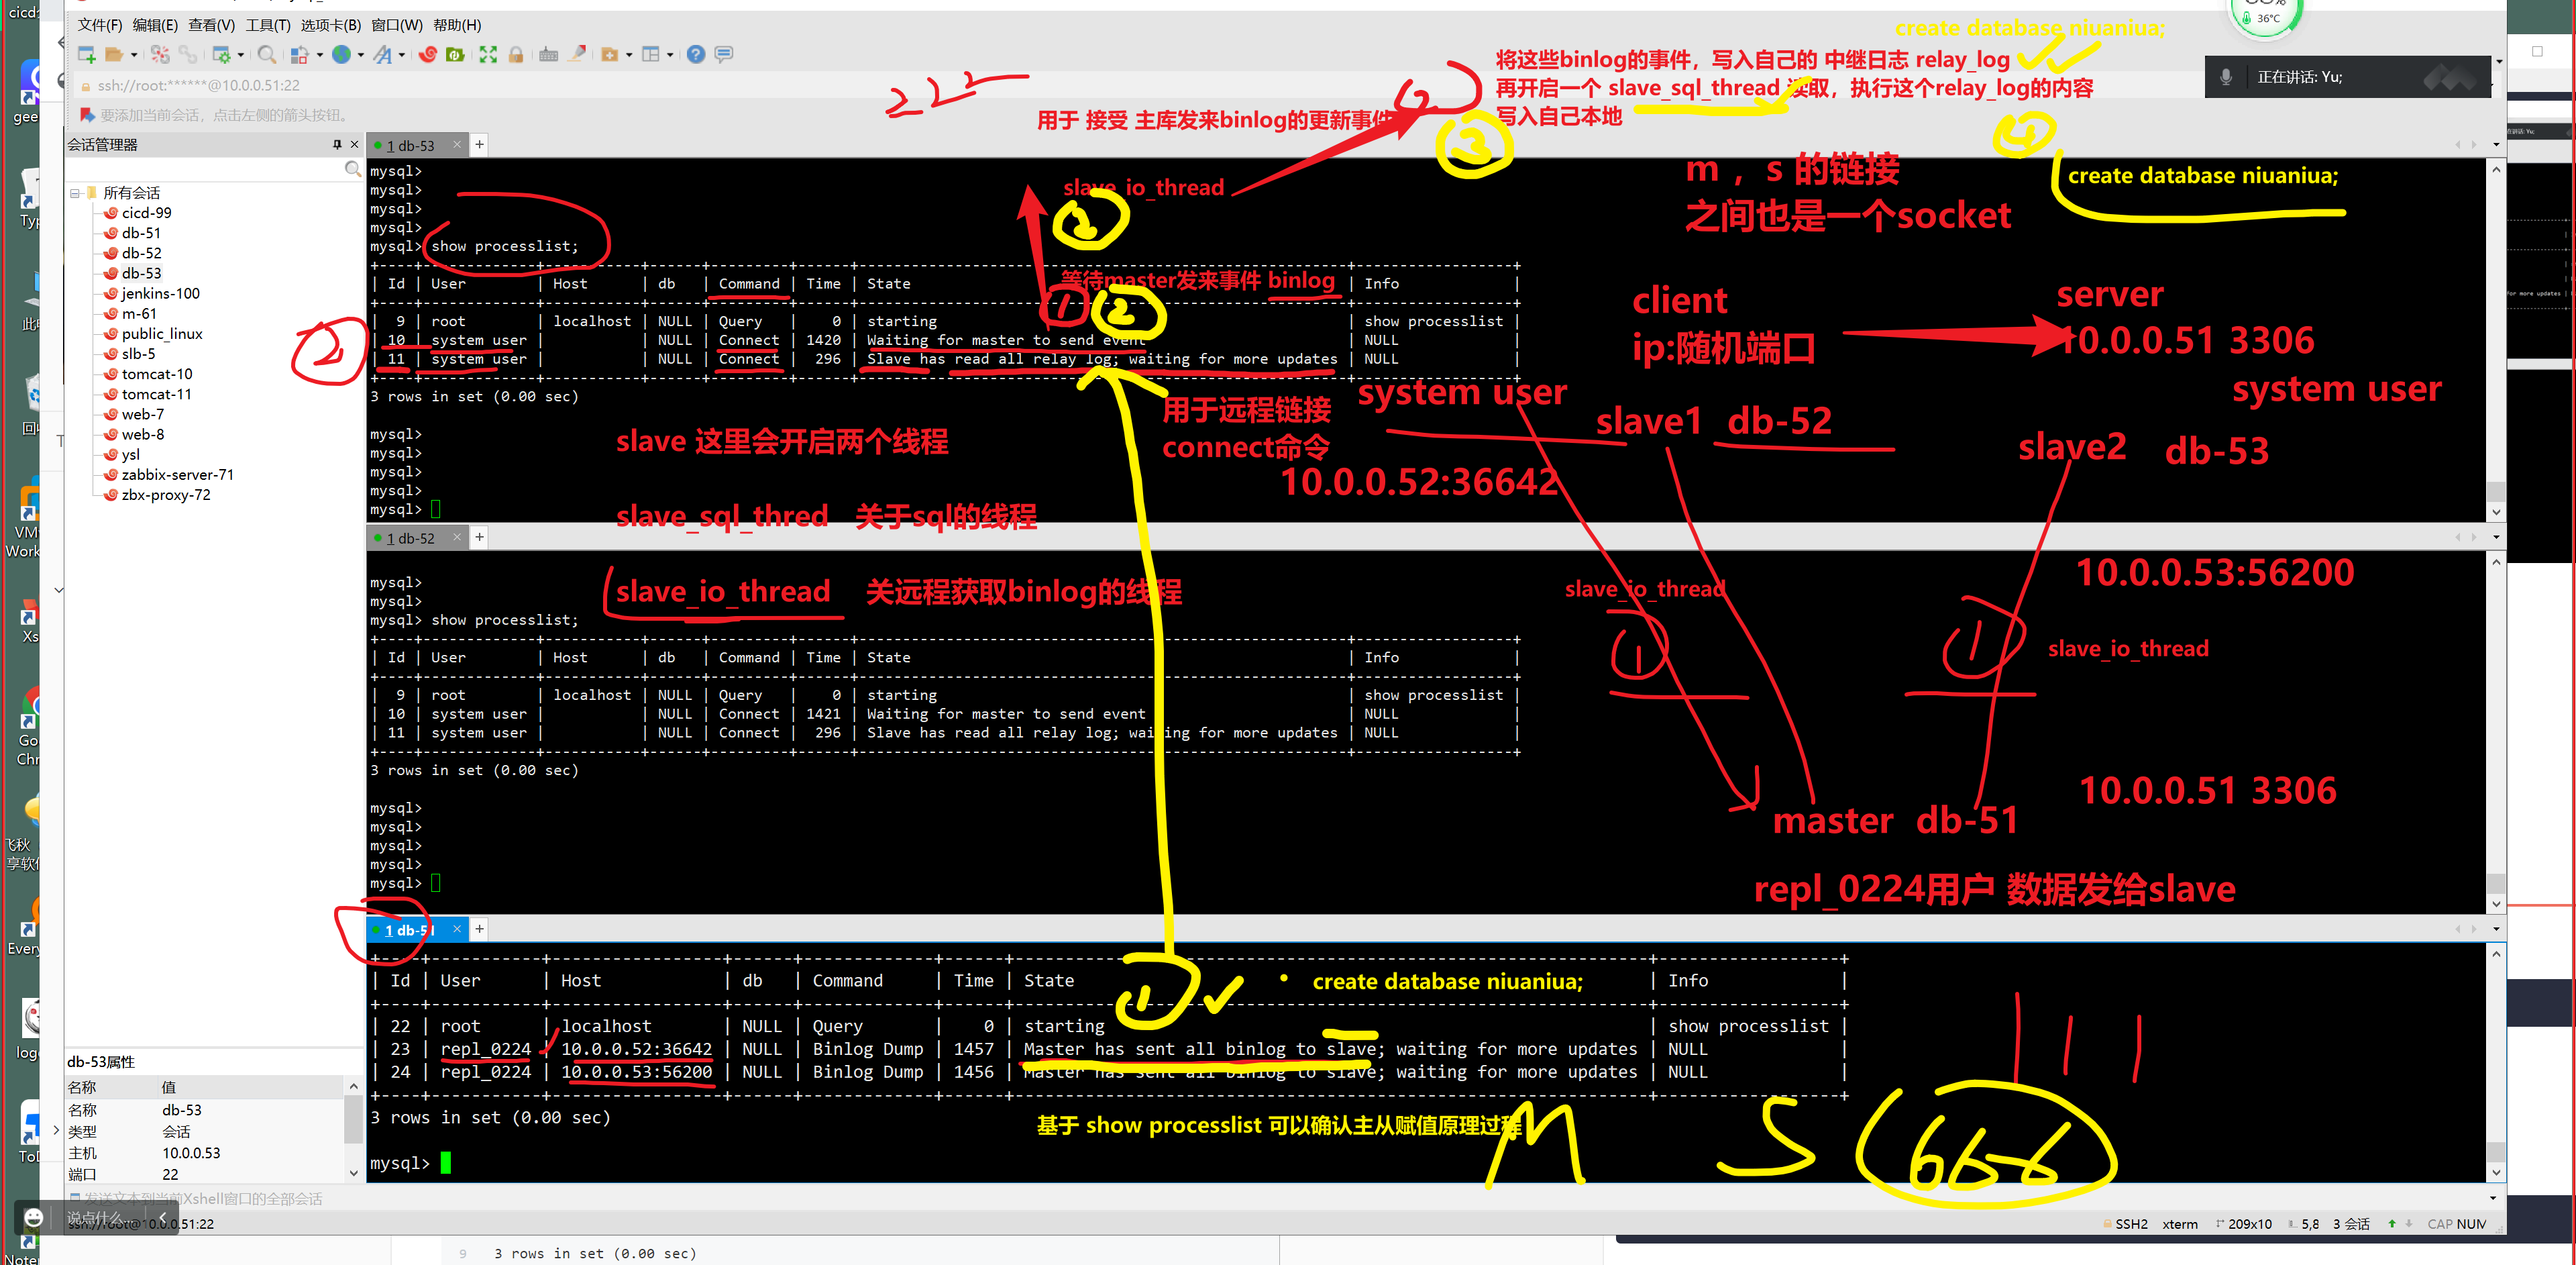 cicd
文件(F) 编辑(E) 查看(V) 工具(T) 选项卡(B) 窗口(W) 帮助(H)
create database niuaniua;
36°C
将这些binlog的事件，写入自己的 中继日志 relay_log
正在讲话: Yu;
ssh://root:******@10.0.0.51:22
再开启一个 slave_sql_thread 读取，执行这个relay_log的内容
要添加当前会话，点击左侧的箭头按钮。
222
用于 接受 主库发来binlog的更新事件
写入自己本地
会话管理器
1 db-53
2
3
4
所有会话
cicd-99
db-51
db-52
db-53
jenkins-100
m-61
public_linux
slb-5
tomcat-10
tomcat-11
web-7
web-8
ysl
zabbix-server-71
zbx-proxy-72
mysql>
mysql>
mysql>
mysql>
mysql> show processlist;
slave_io_thread
2
m ， s 的链接
之间也是一个socket
create database niuaniua;
等待master发来事件 binlog
| Id | User | Host | db | Command | Time | State | Info |
1 2
| 9 | root | localhost | NULL | Query | 0 | starting | show processlist |
| 10 | system user | | NULL | Connect | 1420 | Waiting for master to send event | NULL |
| 11 | system user | | NULL | Connect | 296 | Slave has read all relay log; waiting for more updates | NULL |
3 rows in set (0.00 sec)
2
client
ip:随机端口
server
10.0.0.51 3306
system user
system user
用于远程链接
connect命令
slave1 db-52
slave2 db-53
10.0.0.52:36642
mysql>
mysql>
mysql>
mysql>
mysql>
slave 这里会开启两个线程
slave_sql_thred 关于sql的线程
1 db-52
mysql>
mysql>
mysql> show processlist;
slave_io_thread 关远程获取binlog的线程
slave_io_thread
1
10.0.0.53:56200
1
slave_io_thread
| Id | User | Host | db | Command | Time | State | Info |
| 9 | root | localhost | NULL | Query | 0 | starting | show processlist |
| 10 | system user | | NULL | Connect | 1421 | Waiting for master to send event | NULL |
| 11 | system user | | NULL | Connect | 296 | Slave has read all relay log; waiting for more updates | NULL |
3 rows in set (0.00 sec)
mysql>
mysql>
mysql>
mysql>
mysql>
10.0.0.51 3306
master db-51
repl_0224用户 数据发给slave
1 db-51
| Id | User | Host | db | Command | Time | State | Info |
1
create database niuaniua;
| 22 | root | localhost | NULL | Query | 0 | starting | show processlist |
| 23 | repl_0224 | 10.0.0.52:36642 | NULL | Binlog Dump | 1457 | Master has sent all binlog to slave; waiting for more updates | NULL |
| 24 | repl_0224 | 10.0.0.53:56200 | NULL | Binlog Dump | 1456 | Master has sent all binlog to slave; waiting for more updates | NULL |
3 rows in set (0.00 sec)
基于 show processlist 可以确认主从赋值原理过程
M S 666
mysql>
db-53属性
名称 值
名称 db-53
类型 会话
主机 10.0.0.53
端口 22
发送文本到当前Xshell窗口的全部会话
说点什么...
ssh://root@10.0.0.51:22
SSH2 xterm 209x10 5,8 3 会话 CAP NUM
9 3 rows in set (0.00 sec)